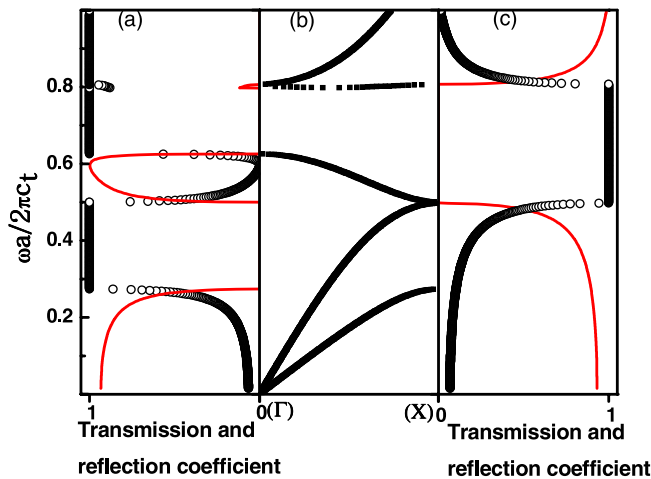 (a)
(b)
(c)
ωa/2πc_t
0.8
0.6
0.4
0.2
1
0(Γ)
(X)
0
1
Transmission and
reflection coefficient
Transmission and
reflection coefficient